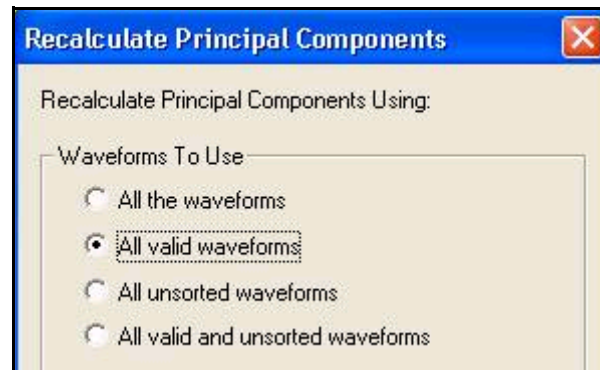 Recalculate Principal Components
Recalculate Principal Components Using:
Waveforms To Use
All the waveforms
All valid waveforms
All unsorted waveforms
All valid and unsorted waveforms